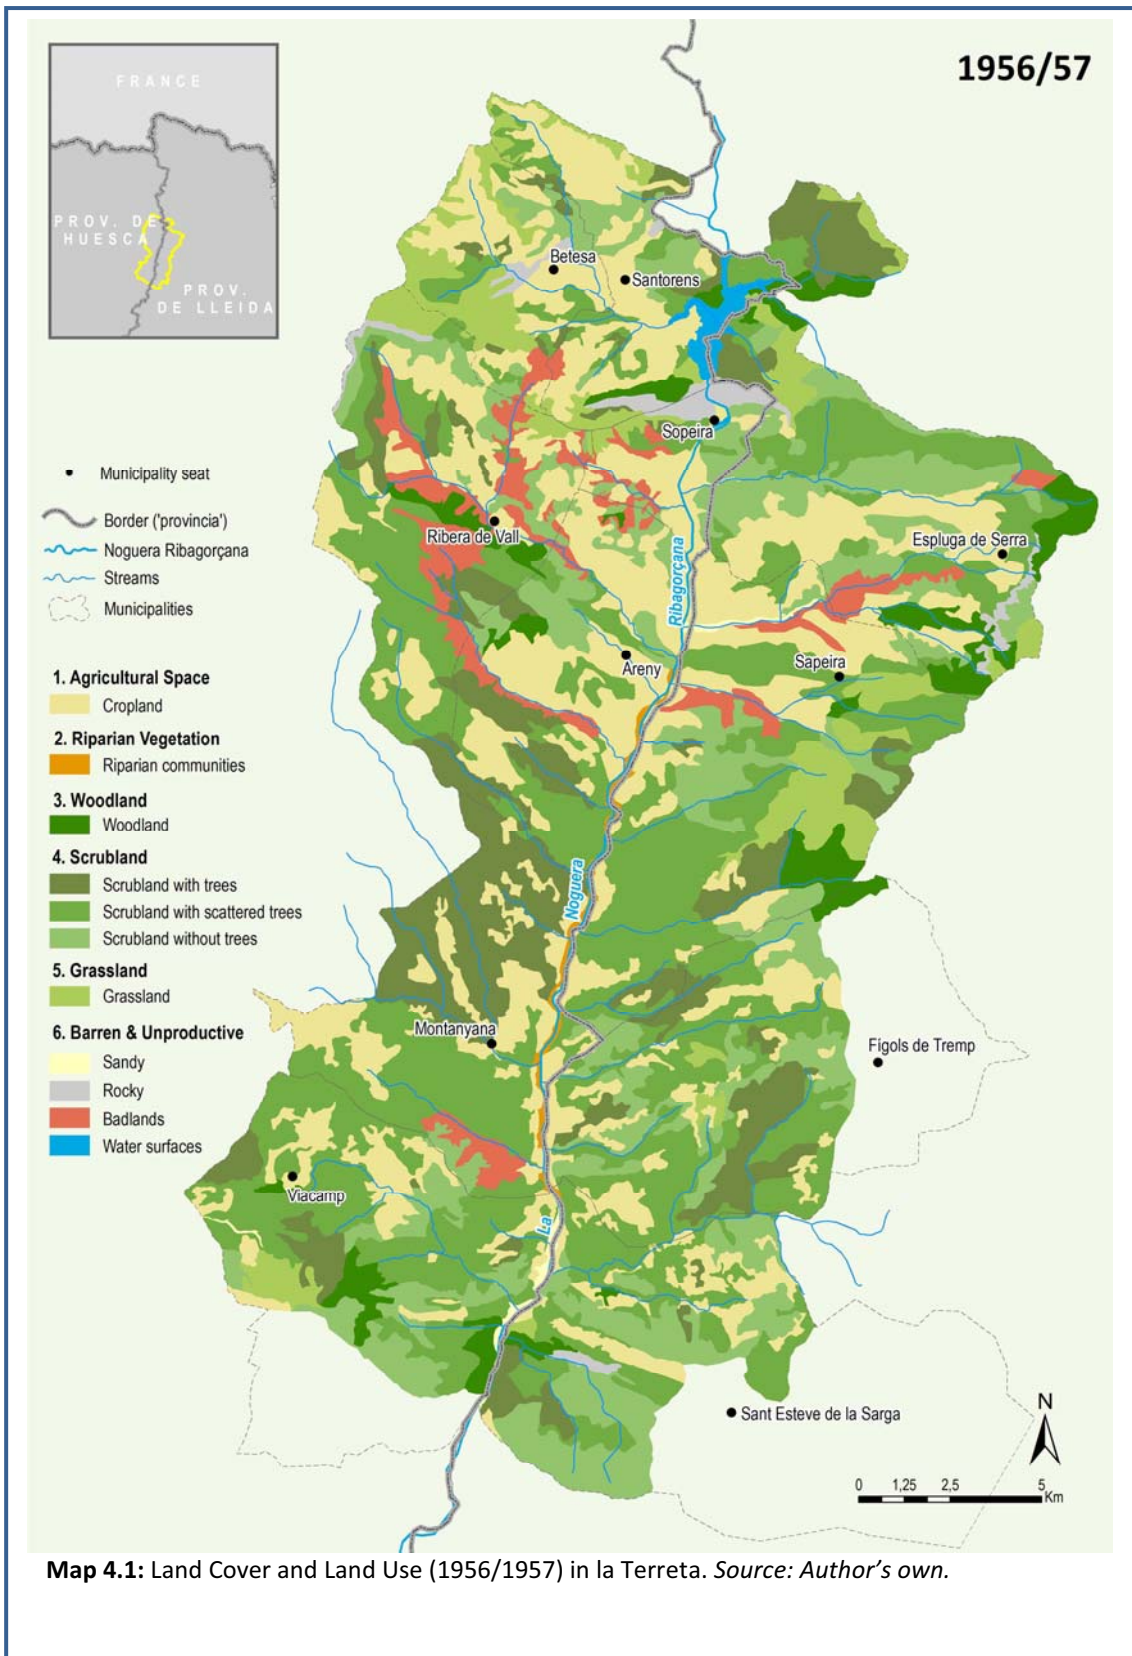 1956/57
FRANCE
PROV. DE
HUESCA
PROV.
DE LLEIDA
Betesa
Santorens
Sopeira
Municipality seat
Border ('provincia')
Noguera Ribagorçana
Streams
Municipalities
Ribera de Vall
Espluga de Serra
Ribagorçana
Areny
Sapeira
1. Agricultural Space
Cropland
2. Riparian Vegetation
Riparian communities
3. Woodland
Woodland
4. Scrubland
Scrubland with trees
Scrubland with scattered trees
Scrubland without trees
5. Grassland
Grassland
6. Barren & Unproductive
Sandy
Rocky
Badlands
Water surfaces
Noguera
Montanyana
Fígols de Tremp
Viacamp
La
Sant Esteve de la Sarga
N
0 1,25 2,5 5
Km
Map 4.1: Land Cover and Land Use (1956/1957) in la Terreta. Source: Author's own.